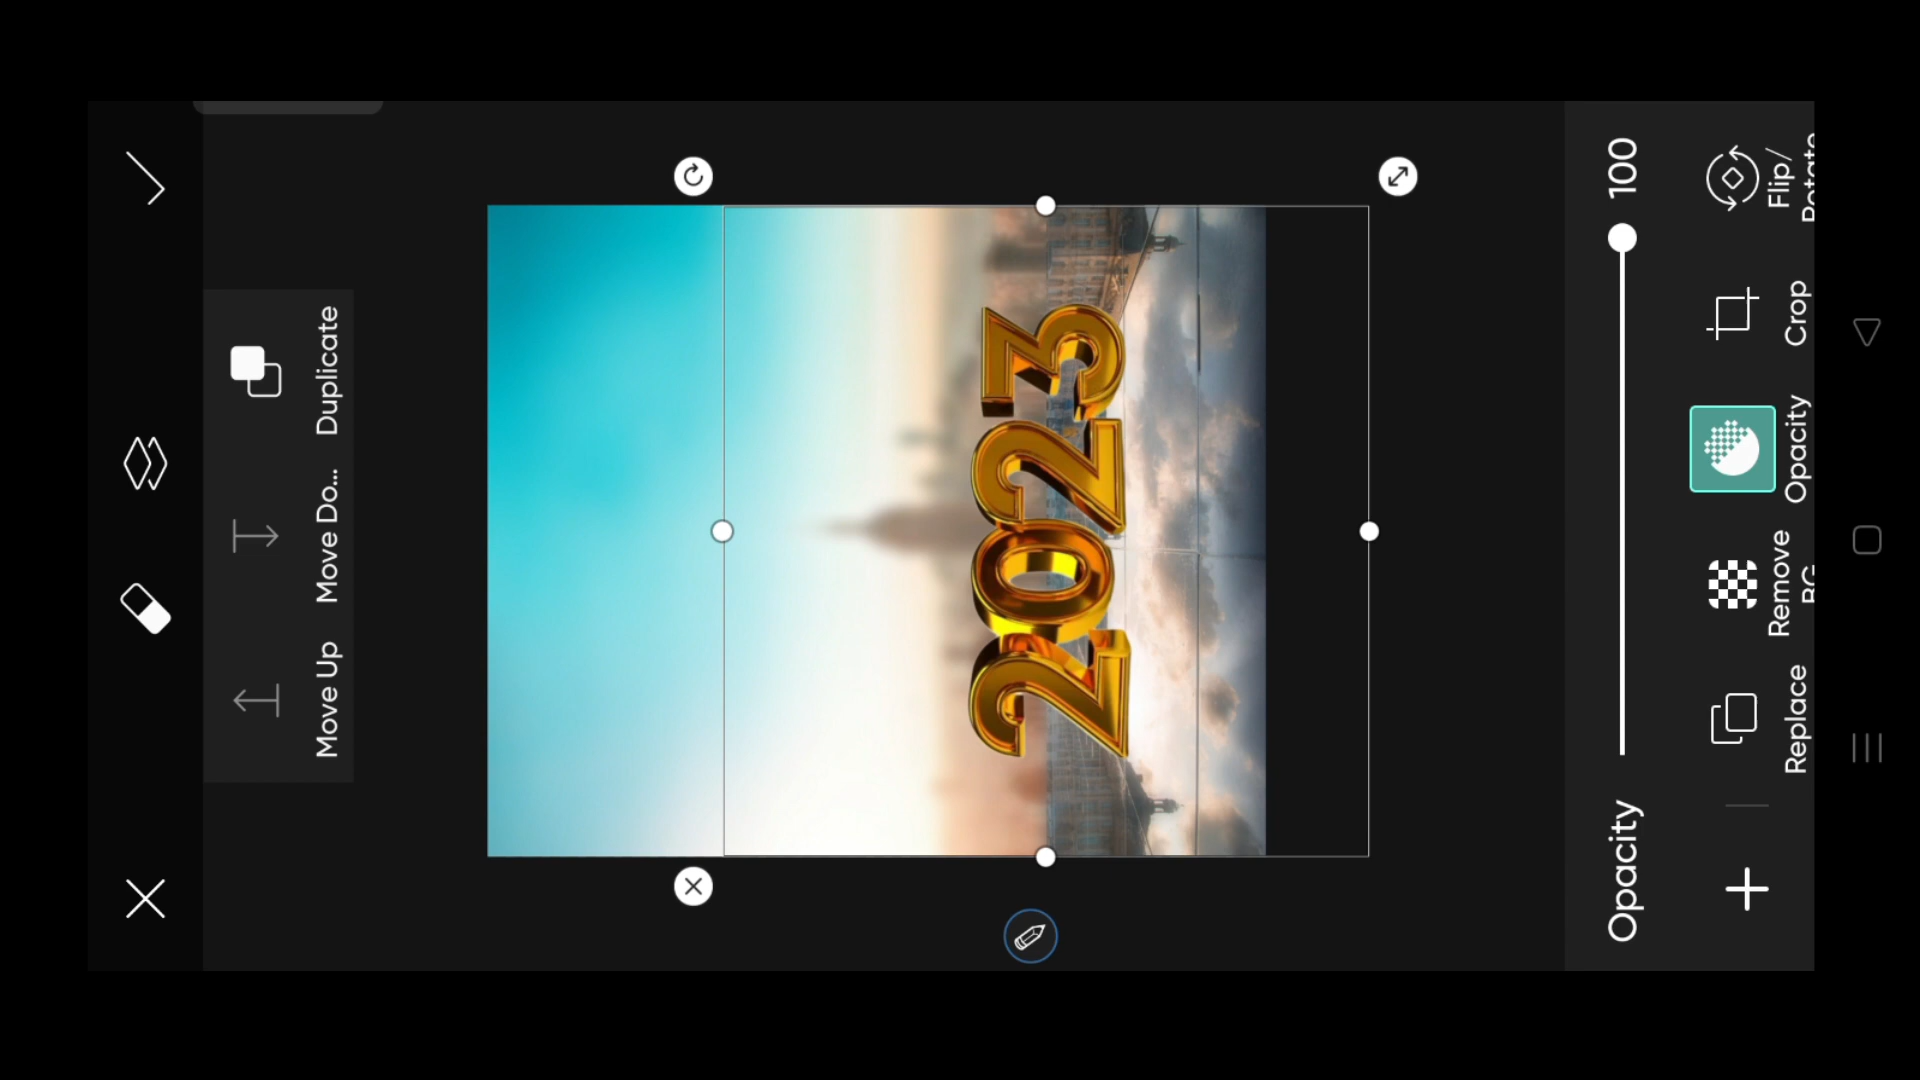 Duplicate
Move Do...
Move Up
2023
Opacity
100
Replace
Remove
Opacity
Crop
Flip/